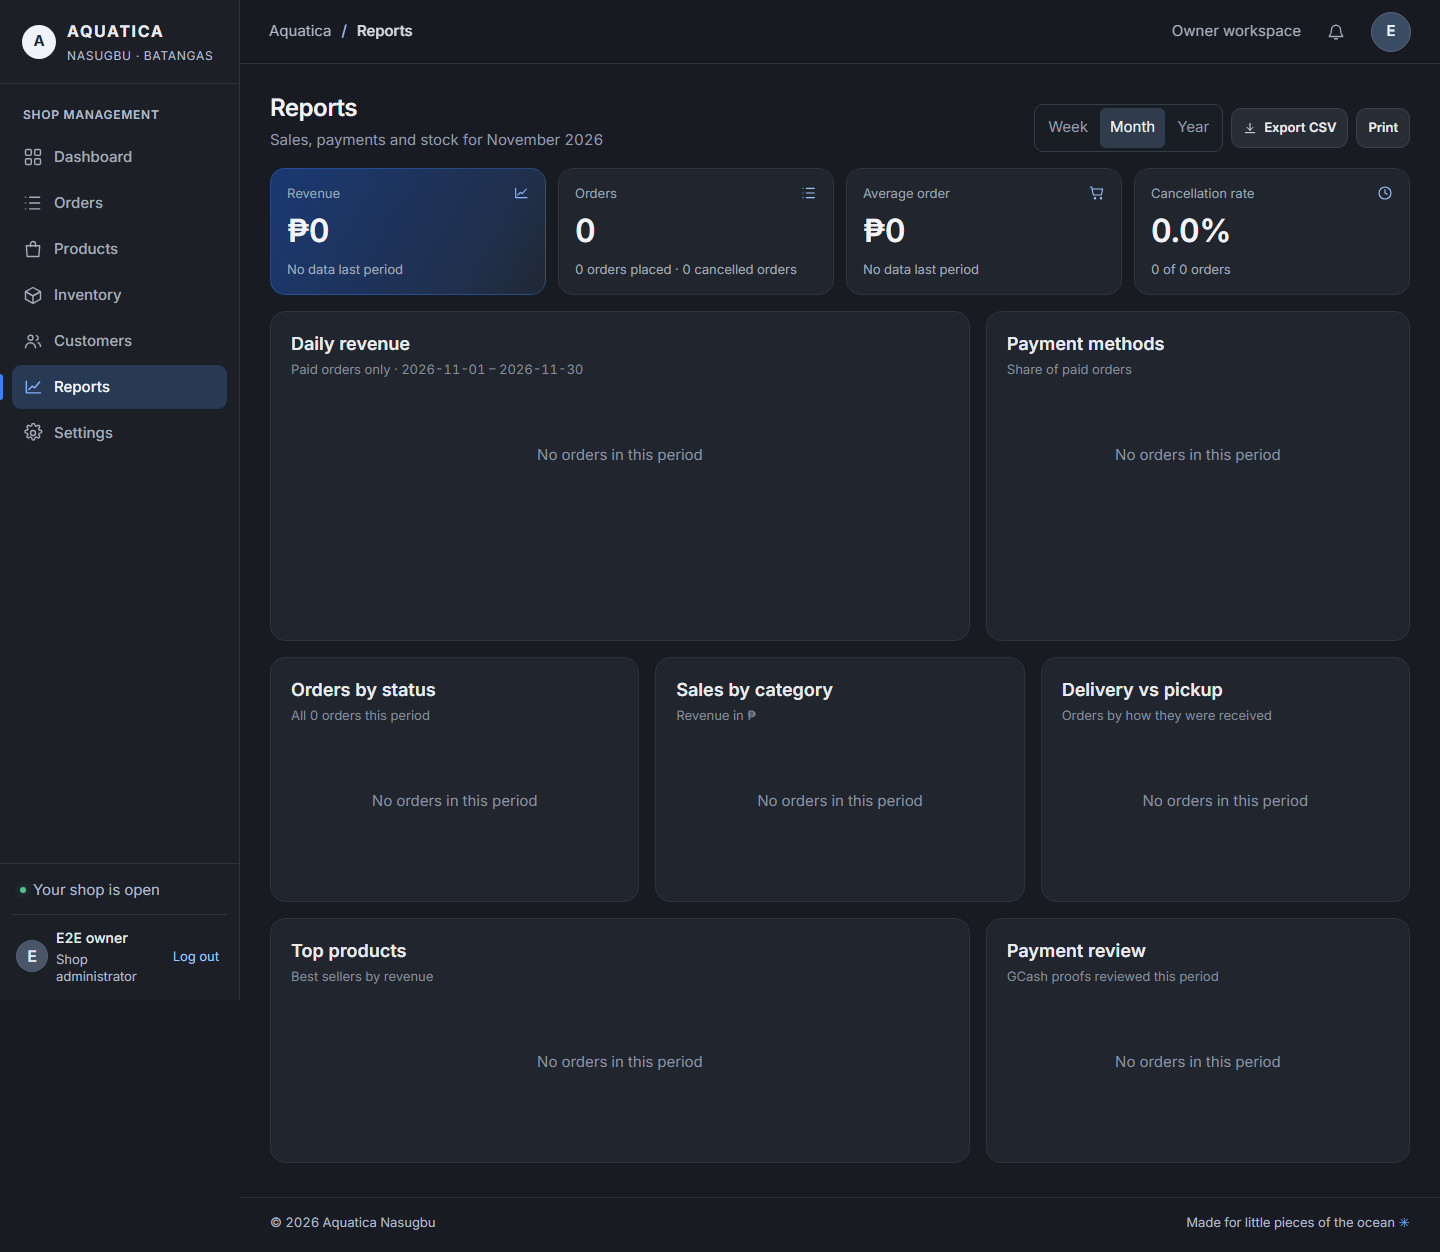 A
AQUATICA
NASUGBU · BATANGAS
SHOP MANAGEMENT
Dashboard
Orders
Products
Inventory
Customers
Reports
Settings
Your shop is open
E
E2E owner
Shop
administrator
Log out
Aquatica / Reports
Owner workspace
E
Reports
Sales, payments and stock for November 2026
Week
Month
Year
Export CSV
Print
Revenue
₱0
No data last period
Orders
0
0 orders placed · 0 cancelled orders
Average order
₱0
No data last period
Cancellation rate
0.0%
0 of 0 orders
Daily revenue
Paid orders only · 2026-11-01 – 2026-11-30
No orders in this period
Payment methods
Share of paid orders
No orders in this period
Orders by status
All 0 orders this period
No orders in this period
Sales by category
Revenue in ₱
No orders in this period
Delivery vs pickup
Orders by how they were received
No orders in this period
Top products
Best sellers by revenue
No orders in this period
Payment review
GCash proofs reviewed this period
No orders in this period
© 2026 Aquatica Nasugbu
Made for little pieces of the ocean ✳